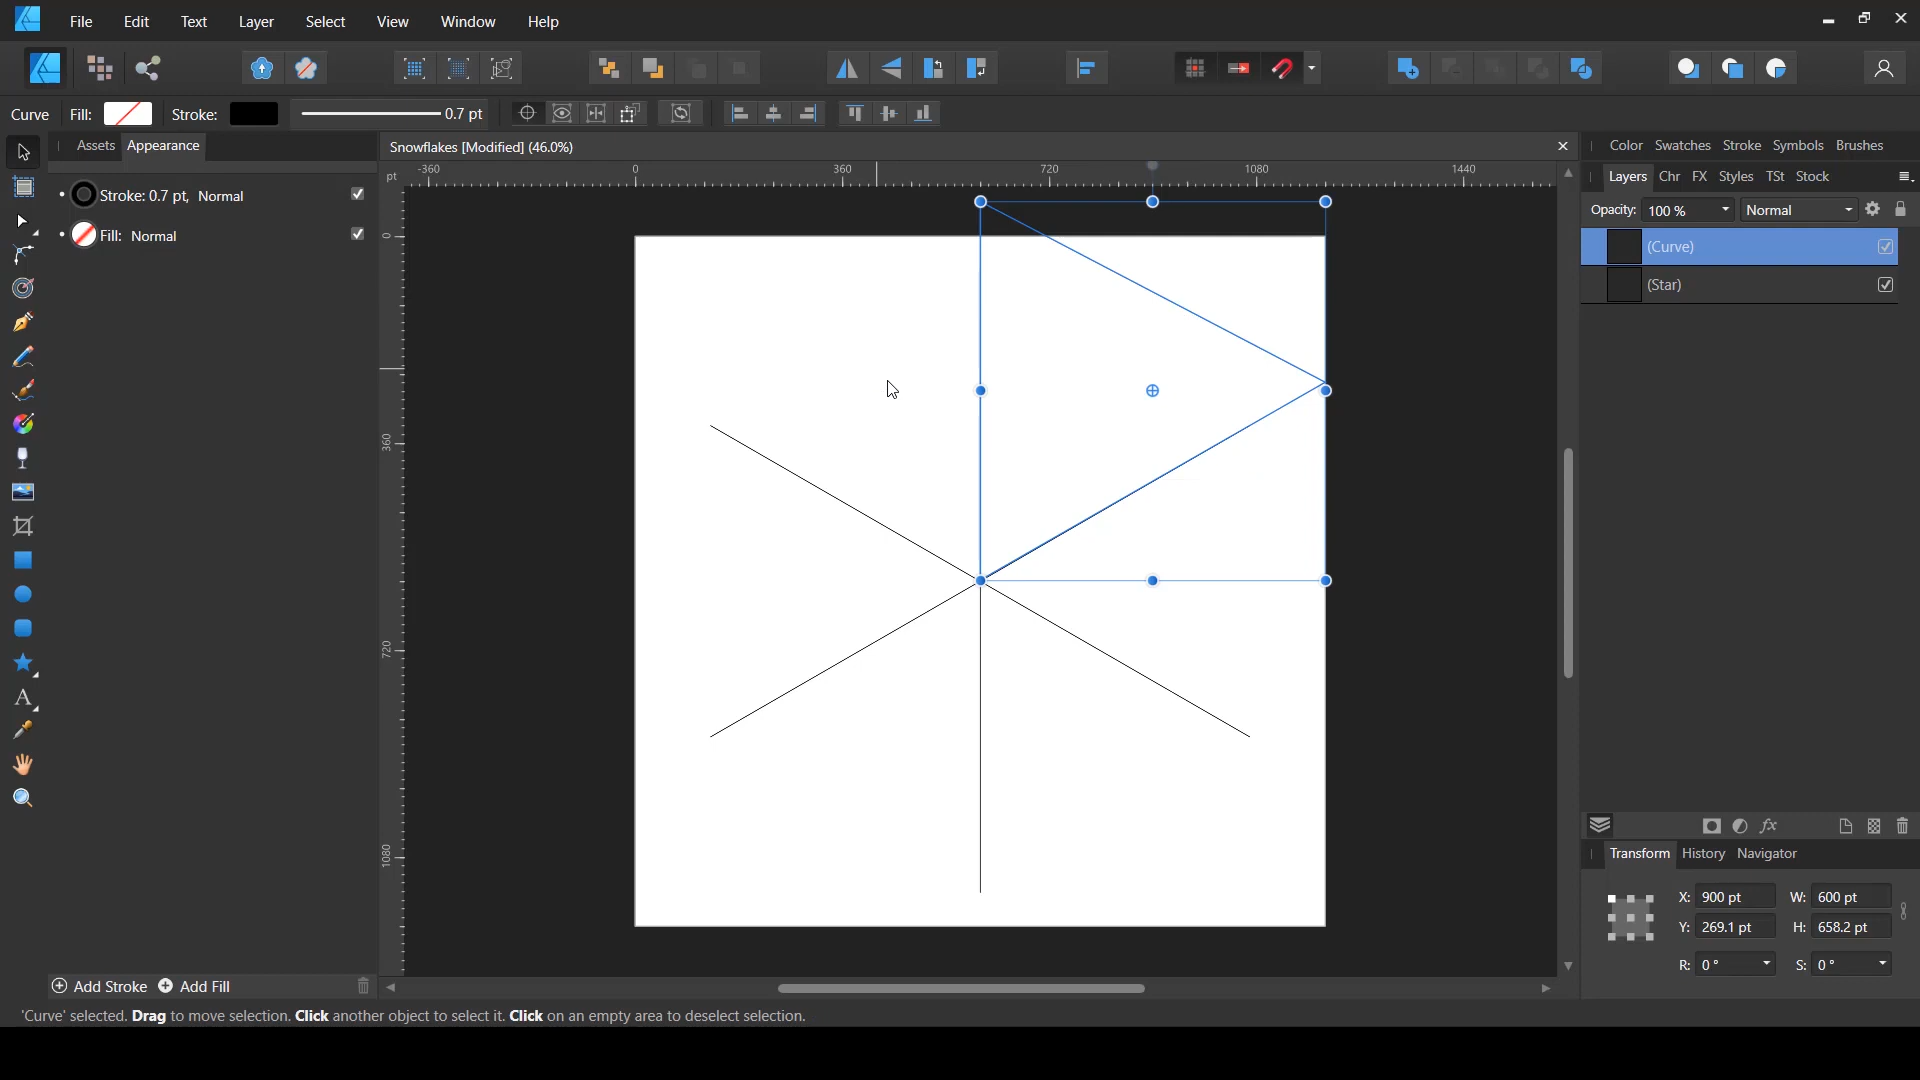 File Edit Text Layer Select View Window Help
Curve Fill: Stroke: 0.7 pt
Assets Appearance
Snowflakes [Modified] (46.0%)
Color Swatches Stroke Symbols Brushes
pt -360 0 360 720 1080 1440
Layers Chr FX Styles TSt Stock
Stroke: 0.7 pt, Normal
Opacity: 100 % Normal
Fill: Normal
0
(Curve)
(Star)
360
720
1080
fx
Transform History Navigator
X: 900 pt W: 600 pt
Y: 269.1 pt H: 658.2 pt
R: 0 ° S: 0 °
Add Stroke Add Fill
'Curve' selected. Drag to move selection. Click another object to select it. Click on an empty area to deselect selection.